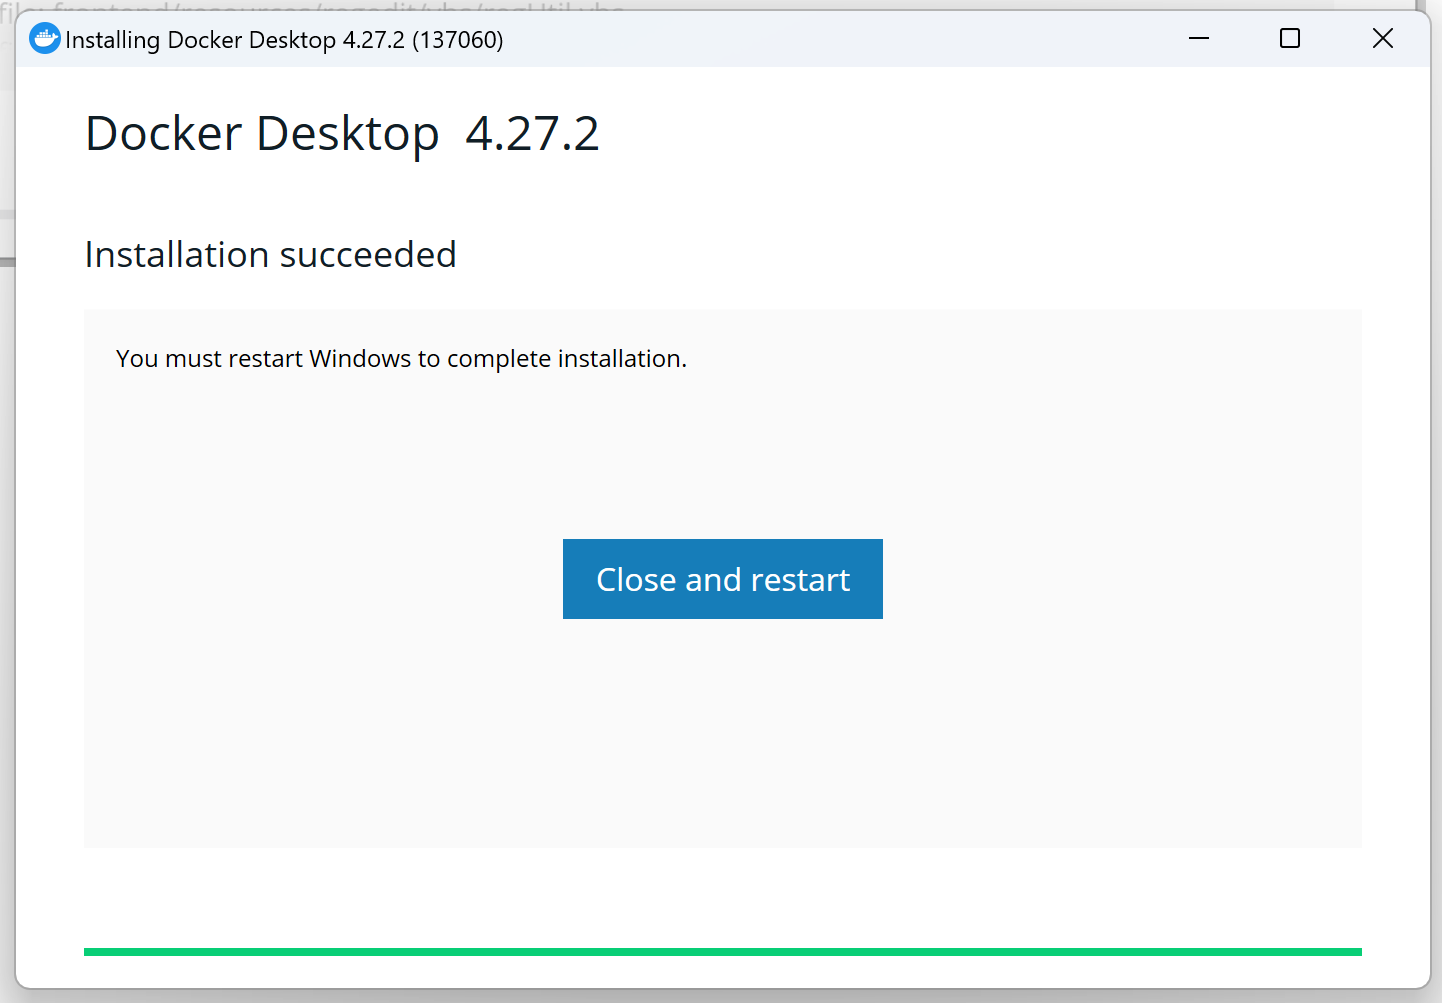 Installing Docker Desktop 4.27.2 (137060)
Docker Desktop 4.27.2
Installation succeeded
You must restart Windows to complete installation.
Close and restart